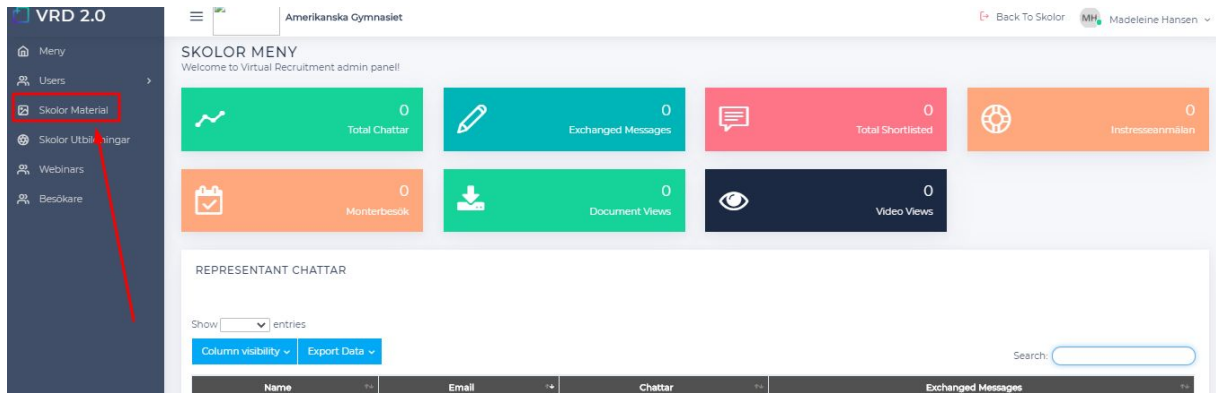 VRD 2.0
Amerikanska Gymnasiet
Back To Skolor
MH
Madeleine Hansen
Meny
Users
Skolor Material
Skolor Utbildningar
Webinars
Besökare
SKOLOR MENY
Welcome to Virtual Recruitment admin panel!
0
Total Chattar
0
Exchanged Messages
0
Total Shortlisted
0
Instresseanmälan
0
Monterbesök
0
Document Views
0
Video Views
REPRESENTANT CHATTAR
Show entries
Column visibility Export Data
Search:
Name Email Chattar Exchanged Messages